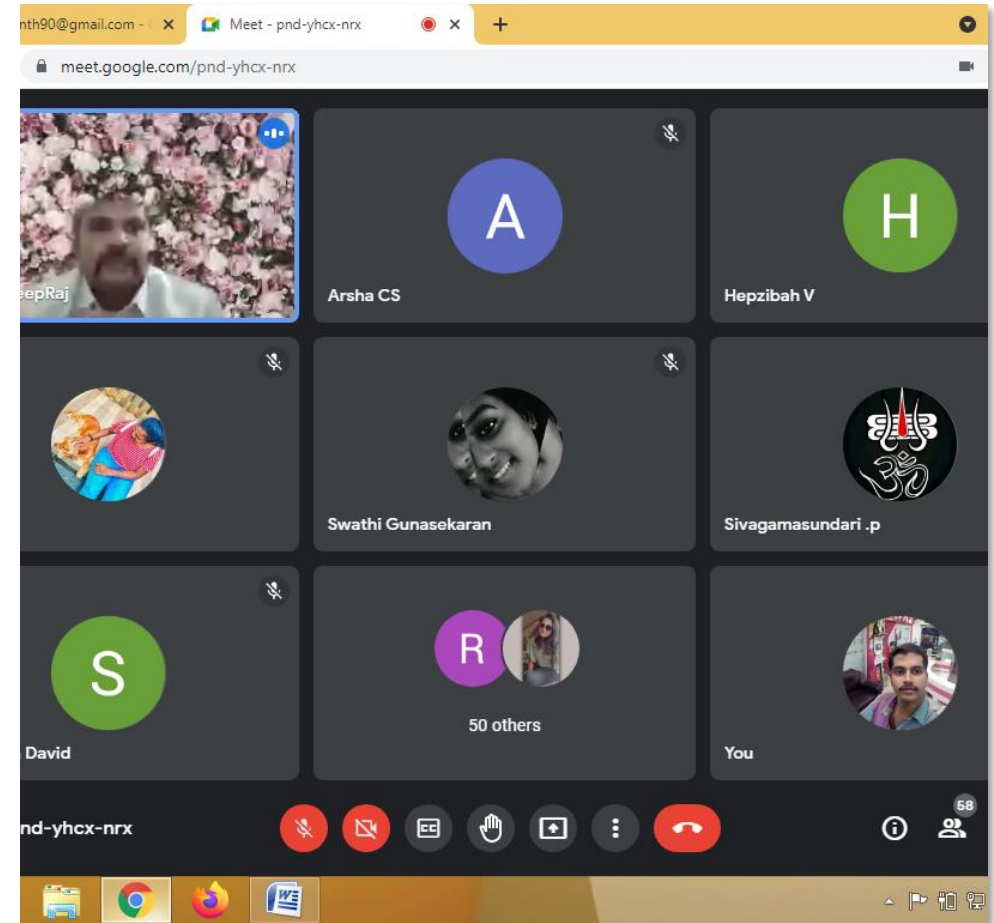 nth90@gmail.com -
Meet - pnd-yhcx-nrx
meet.google.com/pnd-yhcx-nrx
eepRaj
A
Arsha CS
H
Hepzibah V
Swathi Gunasekaran
ॐ
Sivagamasundari .p
S
David
R
50 others
You
nd-yhcx-nrx
CC
58
W